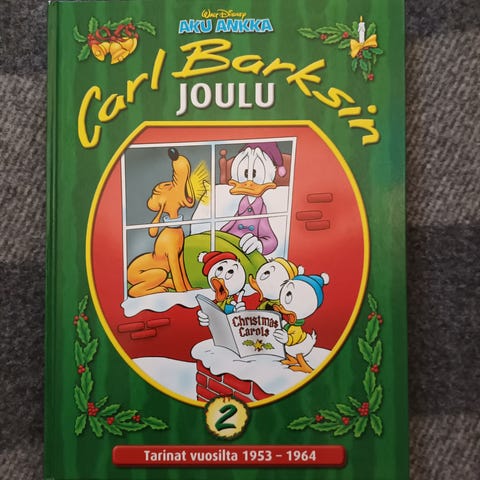 Walt Disney
AKU ANKKA
Carl Barksin
JOULU
Christmas
Carols
2
Tarinat vuosilta 1953 – 1964